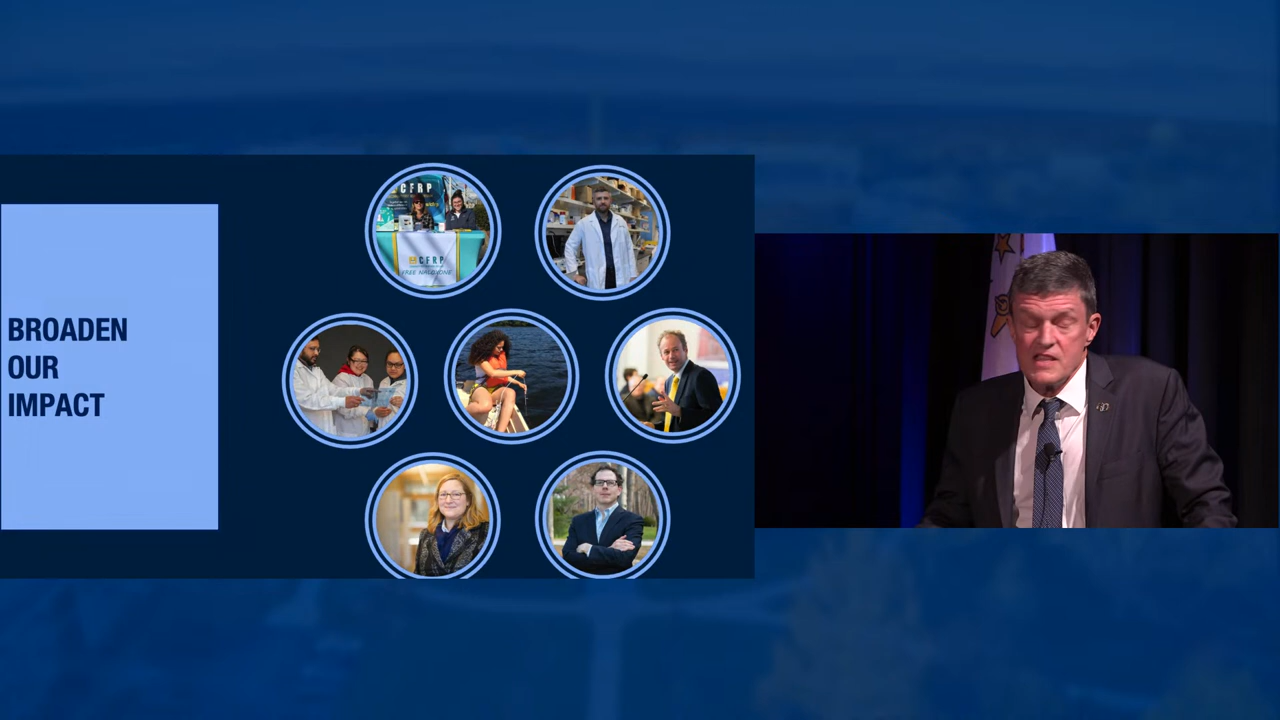 BROADEN
OUR
IMPACT
CFRP
CFRP
FREE NALOXONE